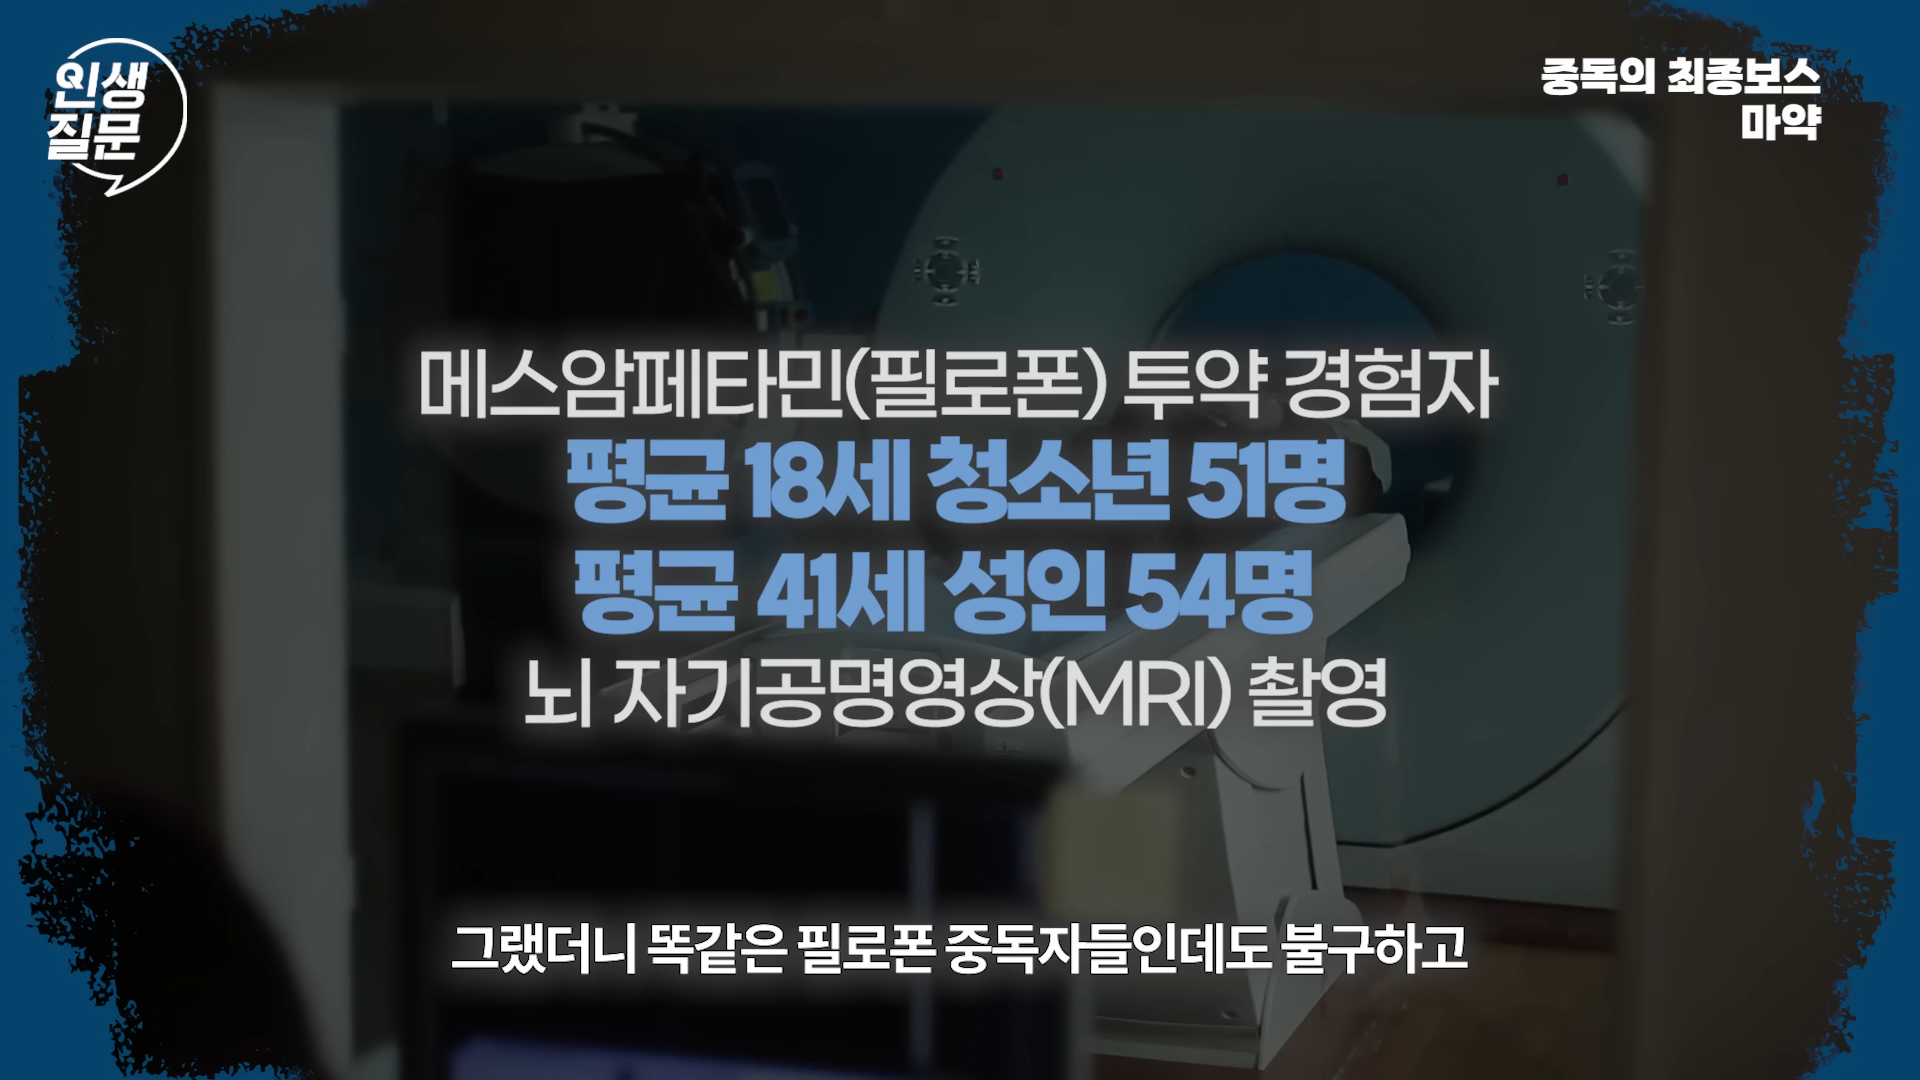 인생
질문
중독의 최종보스
마약
메스암페타민(필로폰) 투약 경험자
평균 18세 청소년 51명
평균 41세 성인 54명
뇌 자기공명영상(MRI) 촬영
그랬더니 똑같은 필로폰 중독자들인데도 불구하고